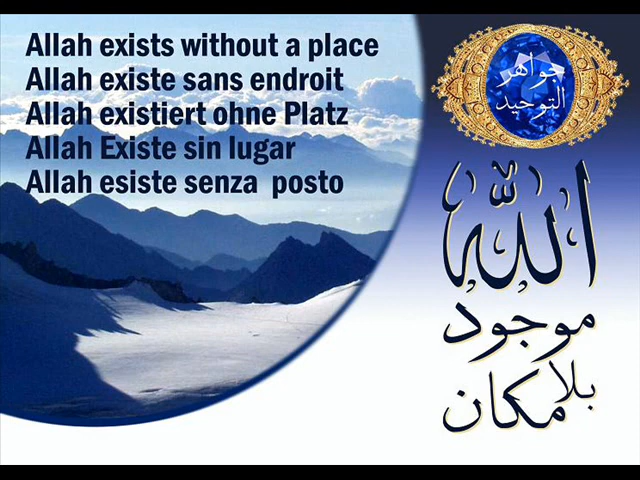 Allah exists without a place
Allah existe sans endroit
Allah existiert ohne Platz
Allah Existe sin lugar
Allah esiste senza posto
جواهر
التوحيد
الله
موجود
بلا
مكان